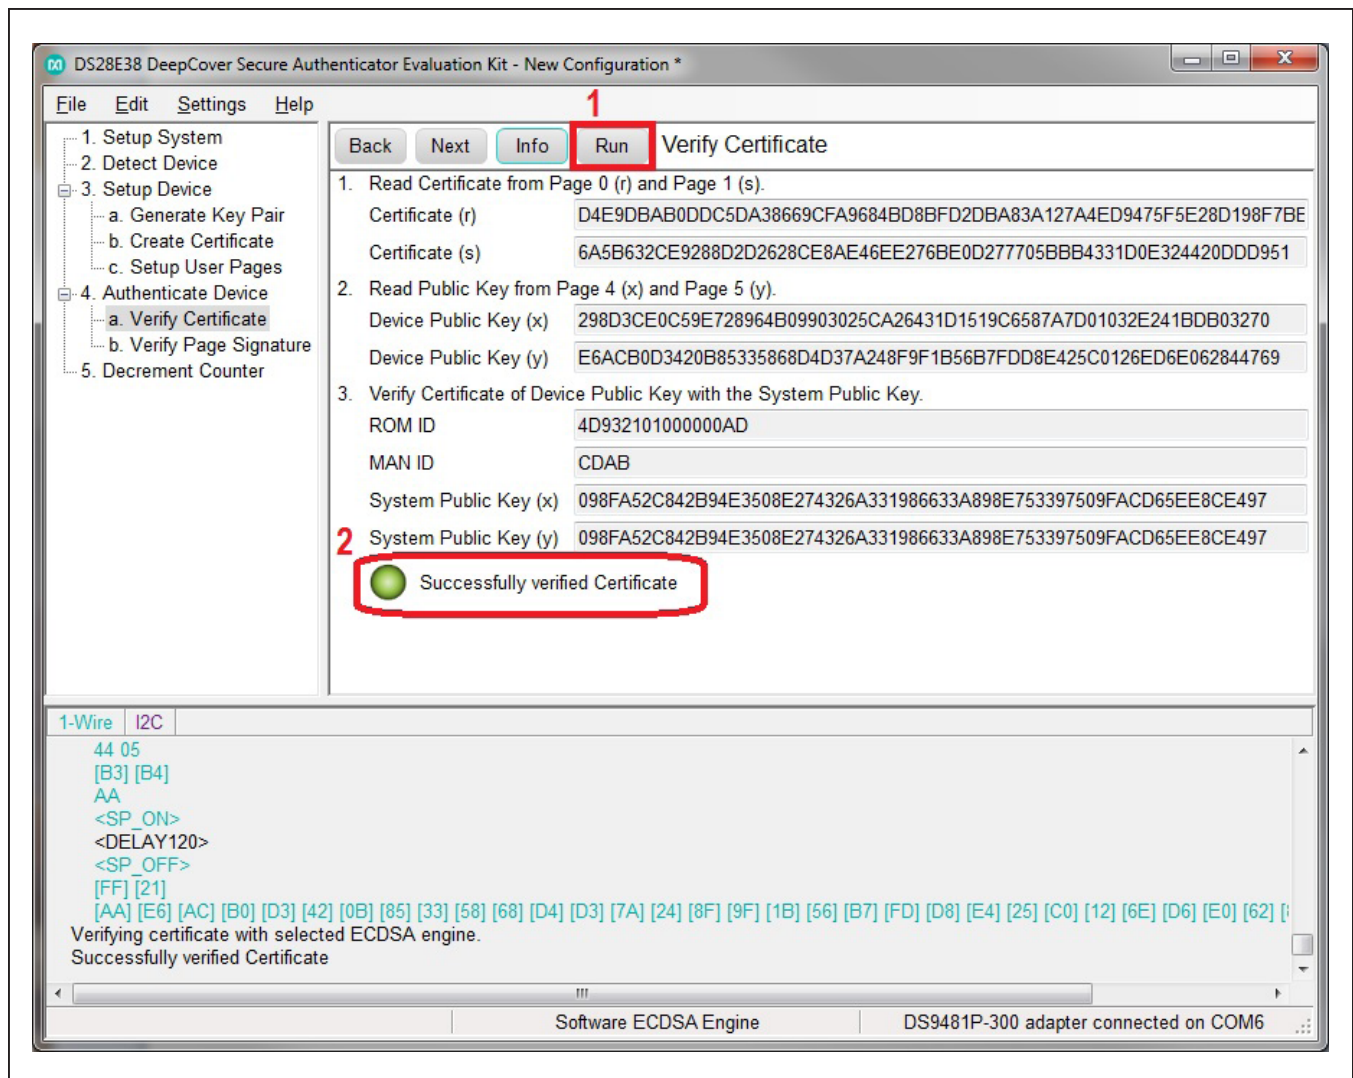 DS28E38 DeepCover Secure Authenticator Evaluation Kit - New Configuration *
File Edit Settings Help
1
1. Setup System
2. Detect Device
3. Setup Device
a. Generate Key Pair
b. Create Certificate
c. Setup User Pages
4. Authenticate Device
a. Verify Certificate
b. Verify Page Signature
5. Decrement Counter
Back Next Info Run Verify Certificate
1. Read Certificate from Page 0 (r) and Page 1 (s).
Certificate (r) D4E9DBAB0DDC5DA38669CFA9684BD8BFD2DBA83A127A4ED9475F5E28D198F7BE
Certificate (s) 6A5B632CE9288D2D2628CE8AE46EE276BE0D277705BBB4331D0E324420DDD951
2. Read Public Key from Page 4 (x) and Page 5 (y).
Device Public Key (x) 298D3CE0C59E728964B09903025CA26431D1519C6587A7D01032E241BDB03270
Device Public Key (y) E6ACB0D3420B85335868D4D37A248F9F1B56B7FDD8E425C0126ED6E062844769
3. Verify Certificate of Device Public Key with the System Public Key.
ROM ID 4D932101000000AD
MAN ID CDAB
System Public Key (x) 098FA52C842B94E3508E274326A331986633A898E753397509FACD65EE8CE497
2 System Public Key (y) 098FA52C842B94E3508E274326A331986633A898E753397509FACD65EE8CE497
Successfully verified Certificate
1-Wire I2C
44 05
[B3] [B4]
AA
<SP_ON>
<DELAY120>
<SP_OFF>
[FF] [21]
[AA] [E6] [AC] [B0] [D3] [42] [0B] [85] [33] [58] [68] [D4] [D3] [7A] [24] [8F] [9F] [1B] [56] [B7] [FD] [D8] [E4] [25] [C0] [12] [6E] [D6] [E0] [62]
Verifying certificate with selected ECDSA engine.
Successfully verified Certificate
Software ECDSA Engine DS9481P-300 adapter connected on COM6